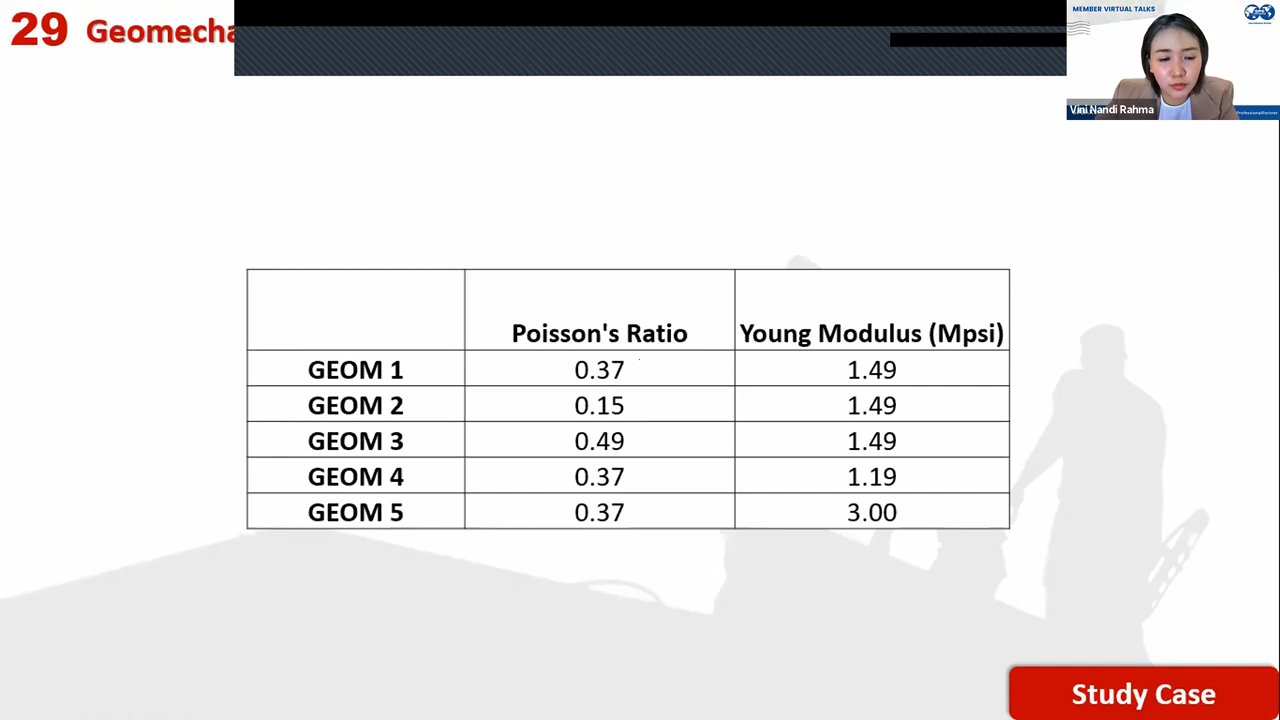 29 Geomecha
MEMBER VIRTUAL TALKS
Vini Nandi Rahma
ProfessionalPartner
Poisson's Ratio Young Modulus (Mpsi)
GEOM 1 0.37 1.49
GEOM 2 0.15 1.49
GEOM 3 0.49 1.49
GEOM 4 0.37 1.19
GEOM 5 0.37 3.00
Study Case